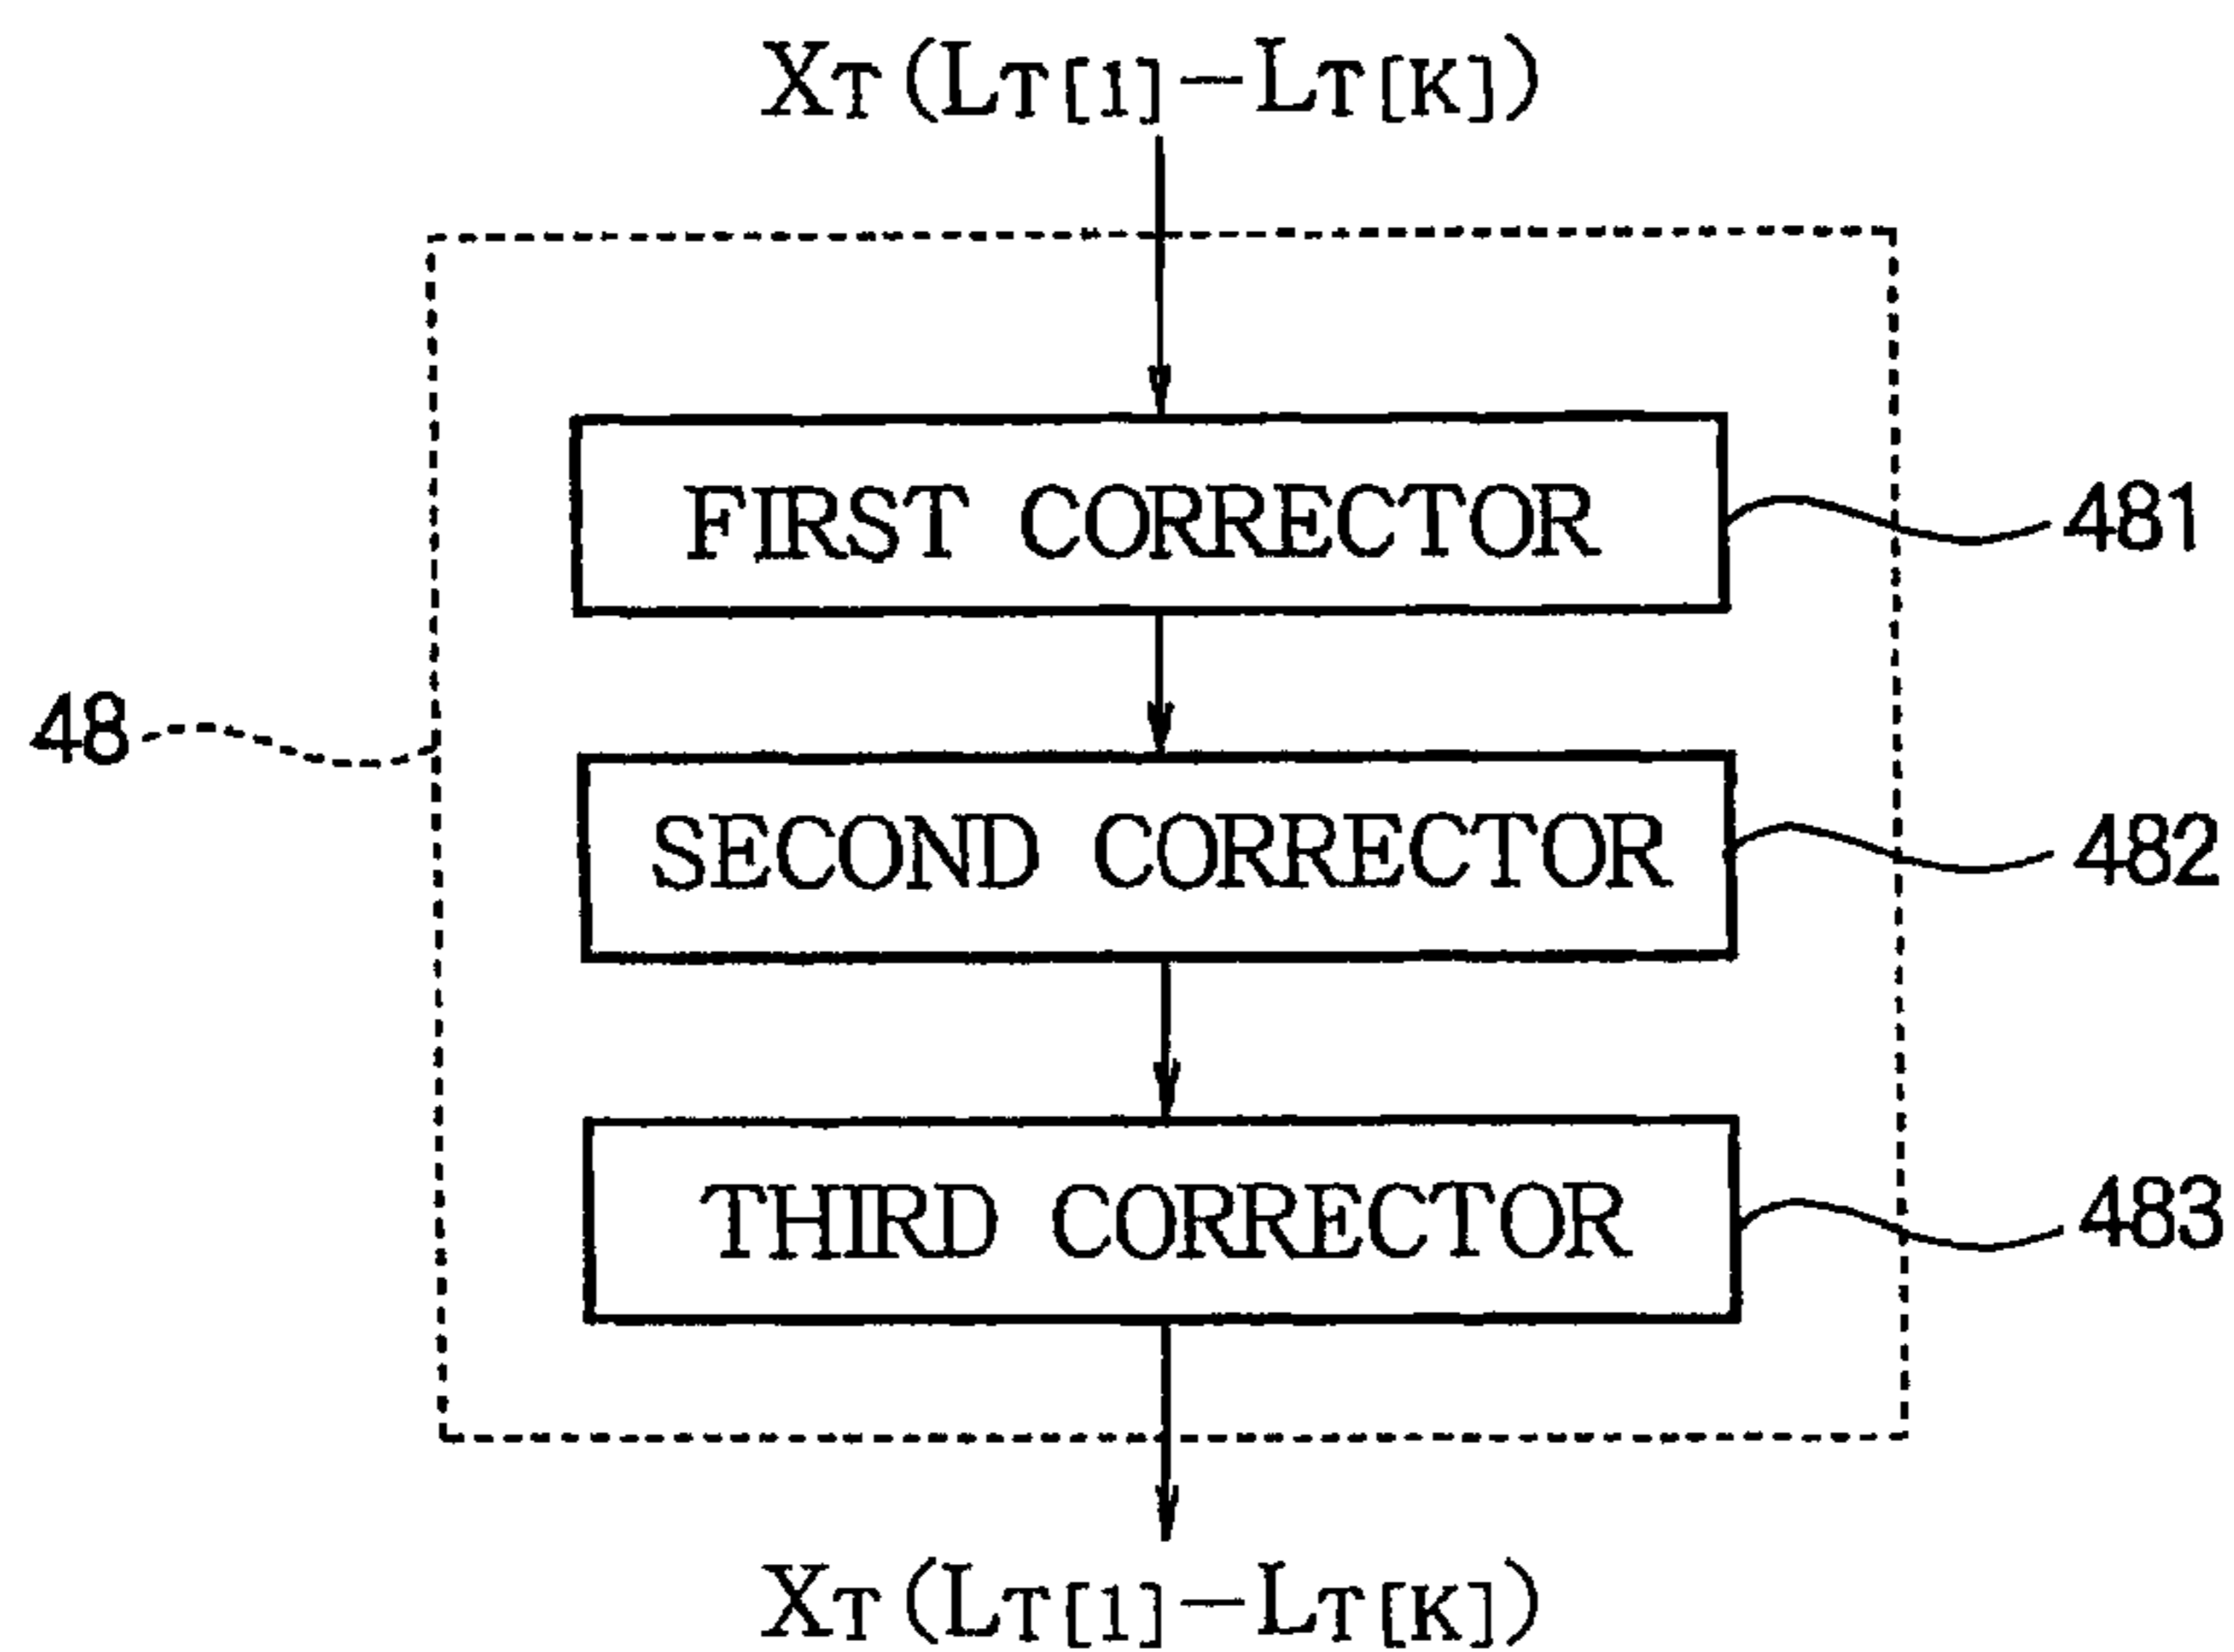 XT(LT[1]-LT[K])
FIRST CORRECTOR
481
48
SECOND CORRECTOR
482
THIRD CORRECTOR
483
XT(LT[1]-LT[K])